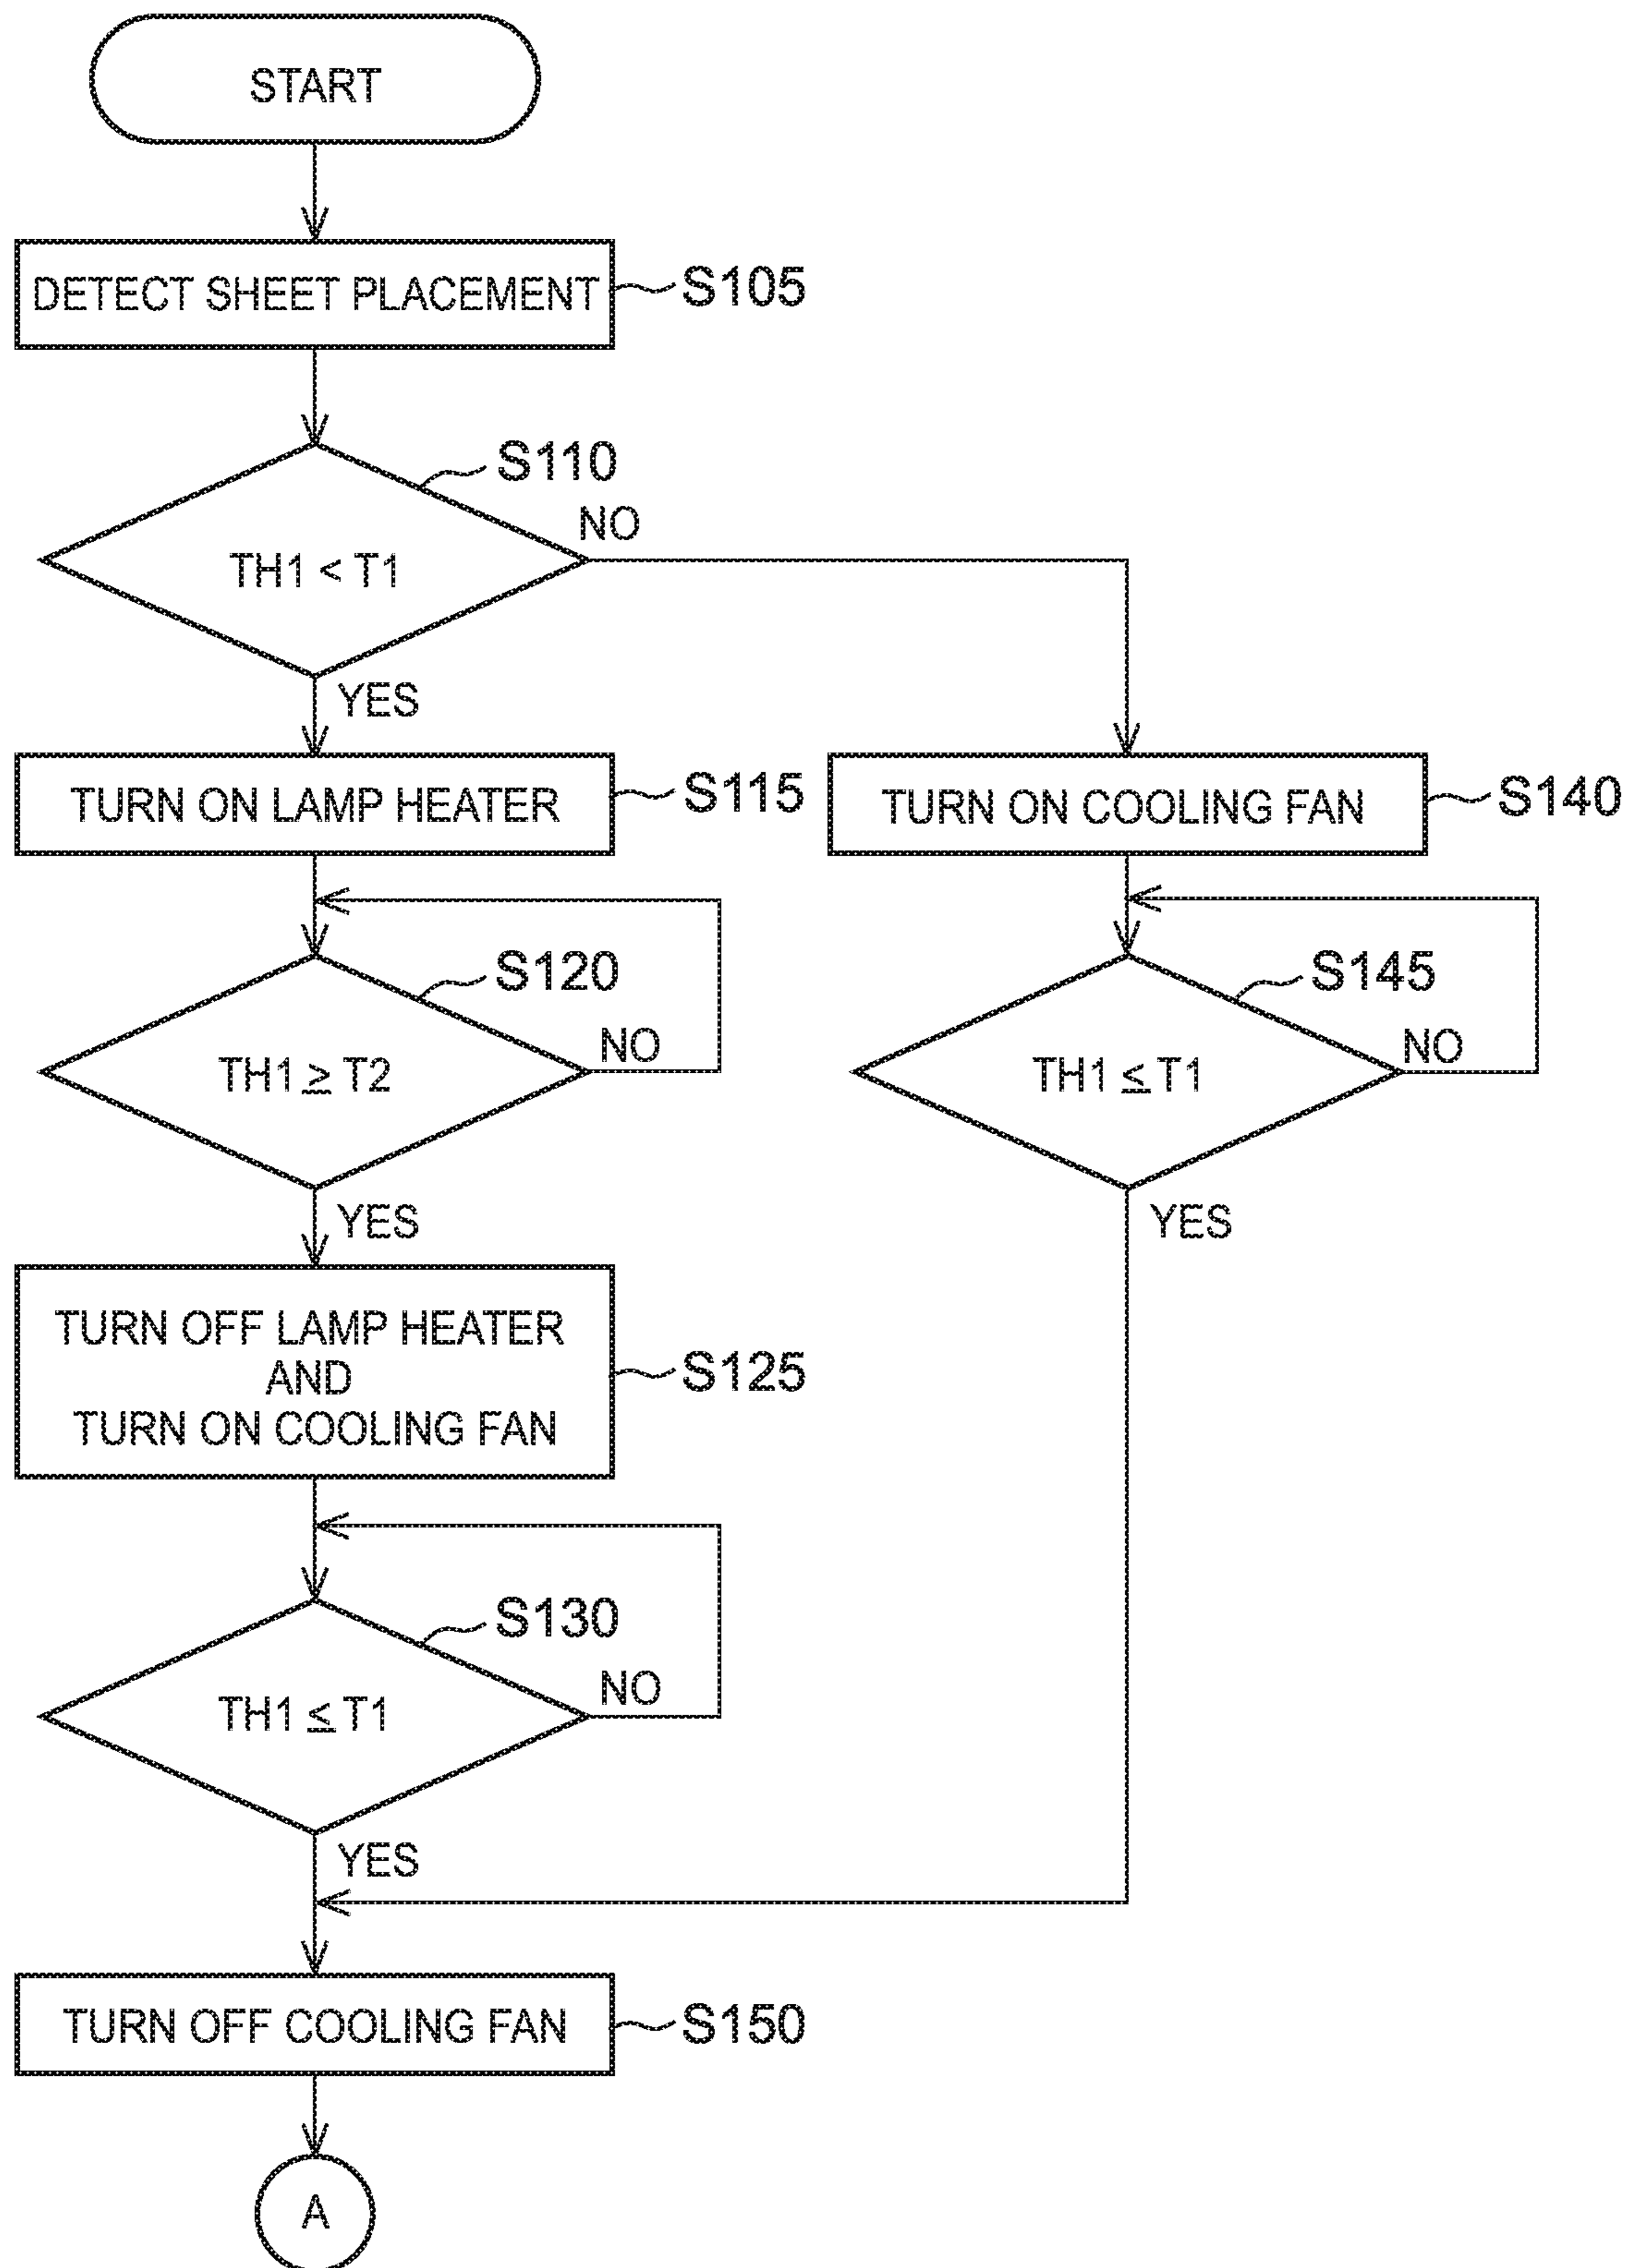 START
DETECT SHEET PLACEMENT
S105
S110
TH1 < T1
NO
YES
TURN ON LAMP HEATER
S115
TURN ON COOLING FAN
S140
S120
TH1 ≥ T2
NO
YES
S145
TH1 ≤ T1
NO
YES
TURN OFF LAMP HEATER
AND
TURN ON COOLING FAN
S125
S130
TH1 ≤ T1
NO
YES
TURN OFF COOLING FAN
S150
A